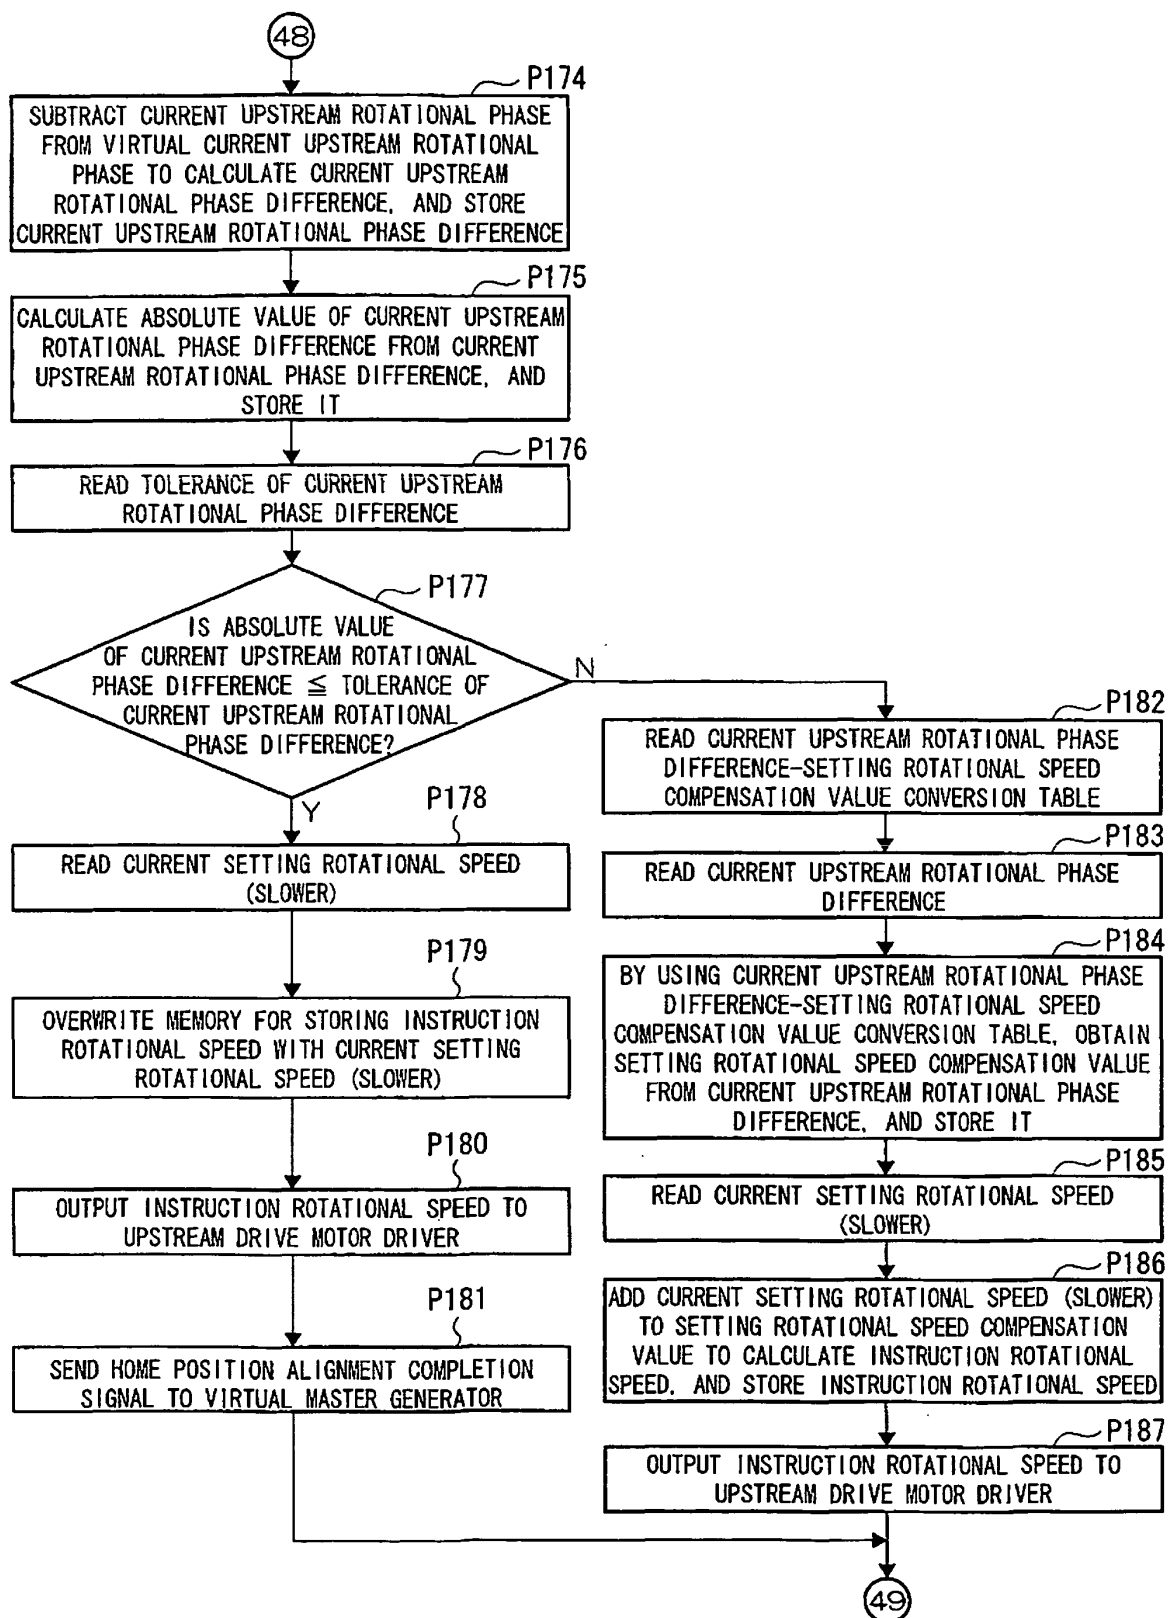 48
P174
SUBTRACT CURRENT UPSTREAM ROTATIONAL PHASE
FROM VIRTUAL CURRENT UPSTREAM ROTATIONAL
PHASE TO CALCULATE CURRENT UPSTREAM
ROTATIONAL PHASE DIFFERENCE, AND STORE
CURRENT UPSTREAM ROTATIONAL PHASE DIFFERENCE
P175
CALCULATE ABSOLUTE VALUE OF CURRENT UPSTREAM
ROTATIONAL PHASE DIFFERENCE FROM CURRENT
UPSTREAM ROTATIONAL PHASE DIFFERENCE, AND
STORE IT
P176
READ TOLERANCE OF CURRENT UPSTREAM
ROTATIONAL PHASE DIFFERENCE
P177
IS ABSOLUTE VALUE
OF CURRENT UPSTREAM ROTATIONAL
PHASE DIFFERENCE ≦ TOLERANCE OF
CURRENT UPSTREAM ROTATIONAL
PHASE DIFFERENCE?
N
Y
P178
READ CURRENT SETTING ROTATIONAL SPEED
(SLOWER)
P179
OVERWRITE MEMORY FOR STORING INSTRUCTION
ROTATIONAL SPEED WITH CURRENT SETTING
ROTATIONAL SPEED (SLOWER)
P180
OUTPUT INSTRUCTION ROTATIONAL SPEED TO
UPSTREAM DRIVE MOTOR DRIVER
P181
SEND HOME POSITION ALIGNMENT COMPLETION
SIGNAL TO VIRTUAL MASTER GENERATOR
P182
READ CURRENT UPSTREAM ROTATIONAL PHASE
DIFFERENCE-SETTING ROTATIONAL SPEED
COMPENSATION VALUE CONVERSION TABLE
P183
READ CURRENT UPSTREAM ROTATIONAL PHASE
DIFFERENCE
P184
BY USING CURRENT UPSTREAM ROTATIONAL PHASE
DIFFERENCE-SETTING ROTATIONAL SPEED
COMPENSATION VALUE CONVERSION TABLE, OBTAIN
SETTING ROTATIONAL SPEED COMPENSATION VALUE
FROM CURRENT UPSTREAM ROTATIONAL PHASE
DIFFERENCE, AND STORE IT
P185
READ CURRENT SETTING ROTATIONAL SPEED
(SLOWER)
P186
ADD CURRENT SETTING ROTATIONAL SPEED (SLOWER)
TO SETTING ROTATIONAL SPEED COMPENSATION
VALUE TO CALCULATE INSTRUCTION ROTATIONAL
SPEED, AND STORE INSTRUCTION ROTATIONAL SPEED
P187
OUTPUT INSTRUCTION ROTATIONAL SPEED TO
UPSTREAM DRIVE MOTOR DRIVER
49